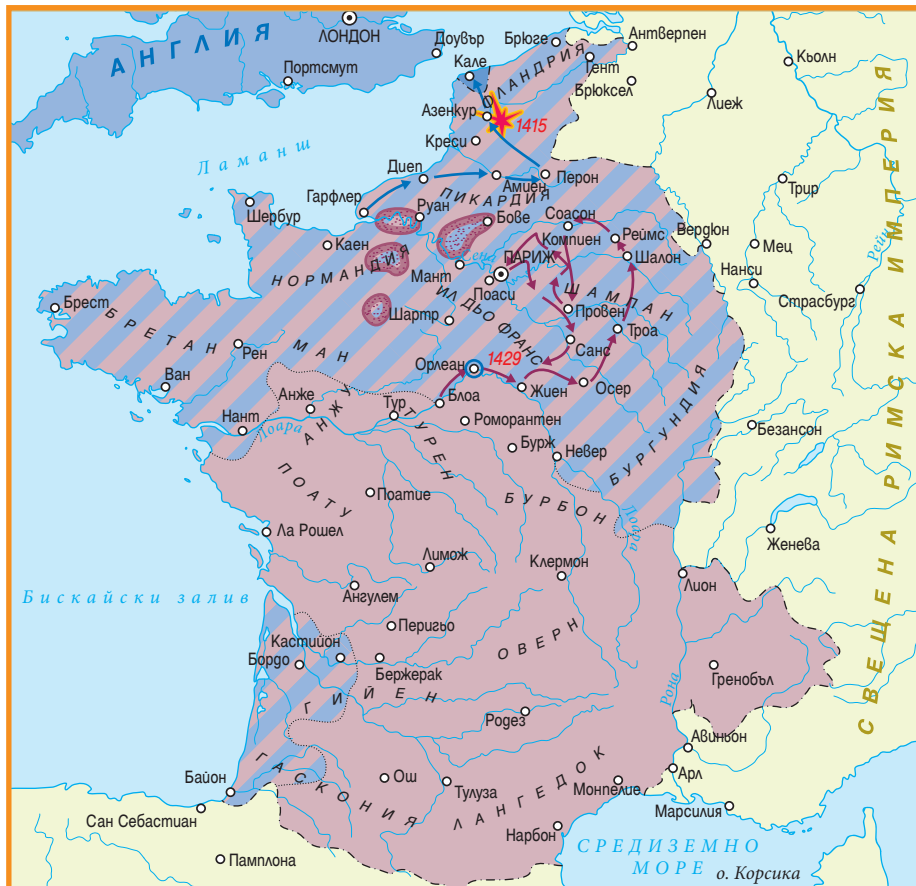 ЛОНДОН
АНГЛИЯ
Доувър
Брюге
Антверпен
Портсмут
Кале
Гент
Кьолн
ФЛАНДРИЯ
Брюксел
Лиеж
Азенкур
1415
Креси
Ламанш
Диеп
Амиен
Перон
Трир
Гарфлер
ПИКАРДИЯ
Шербур
Руан
Бове
Соасон
Реймс
Вердюн
Мец
Рейн
Каен
Сена
Компиен
ПАРИЖ
Шалон
Нанси
НОРМАНДИЯ
Мант
Поаси
ШАМПАН
Страсбург
Брест
ИЛ ДЬО ФРАНС
Провен
Шартр
Троа
БРЕТАН
Рен
МАН
Санс
Орлеан
1429
Ван
Анже
Блоа
Жиен
Осер
Нант
Лоара
АНЖУ
Тур
ТУРЕН
Роморантен
Бурж
Невер
БУРГУНДИЯ
Безансон
ПОАТУ
Поатие
БУРБОН
Лоара
Ла Рошел
Женева
Лимож
Клермон
Лион
Бискайски залив
Ангулем
Перигьо
ОВЕРН
Кастийон
Бордо
Бержерак
Гренобъл
ГИЙЕН
Рона
Родез
Авиньон
ГАСКОНИЯ
Байон
Ош
Тулуза
ЛАНГЕДОК
Монпелие
Арл
Сан Себастиан
Марсилия
Нарбон
Памплона
СРЕДИЗЕМНО
МОРЕ
о. Корсика
СВЕЩЕНА РИМСКА ИМПЕРИЯ